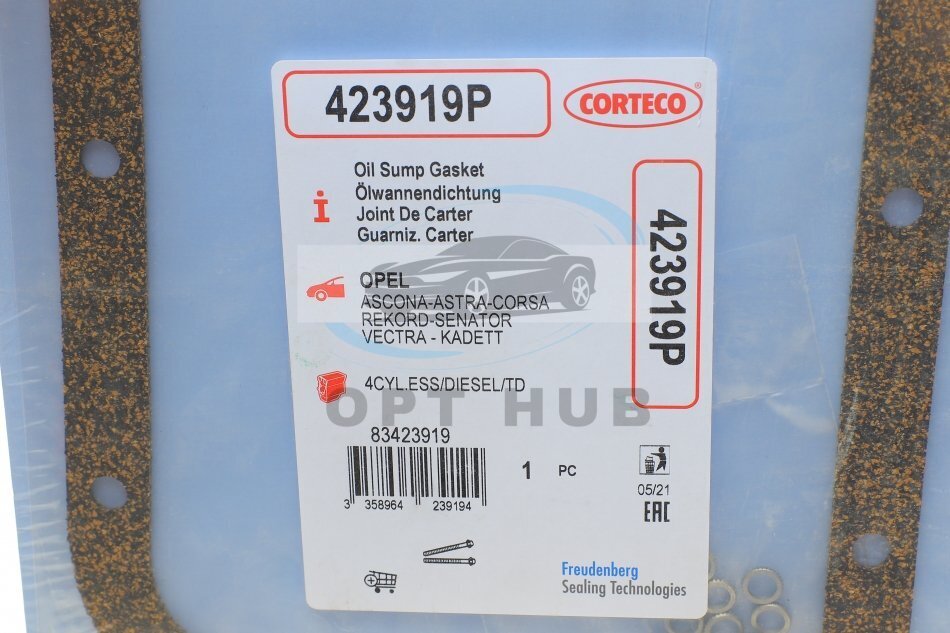 423919P
CORTECO®
Oil Sump Gasket
Ölwannendichtung
Joint De Carter
Guarniz. Carter
423919P
OPEL
ASCONA-ASTRA-CORSA
REKORD-SENATOR
VECTRA - KADETT
4CYL.ESS/DIESEL/TD
OPT HUB
83423919
3 358964 239194
1 PC
05/21
EAC
Freudenberg
Sealing Technologies